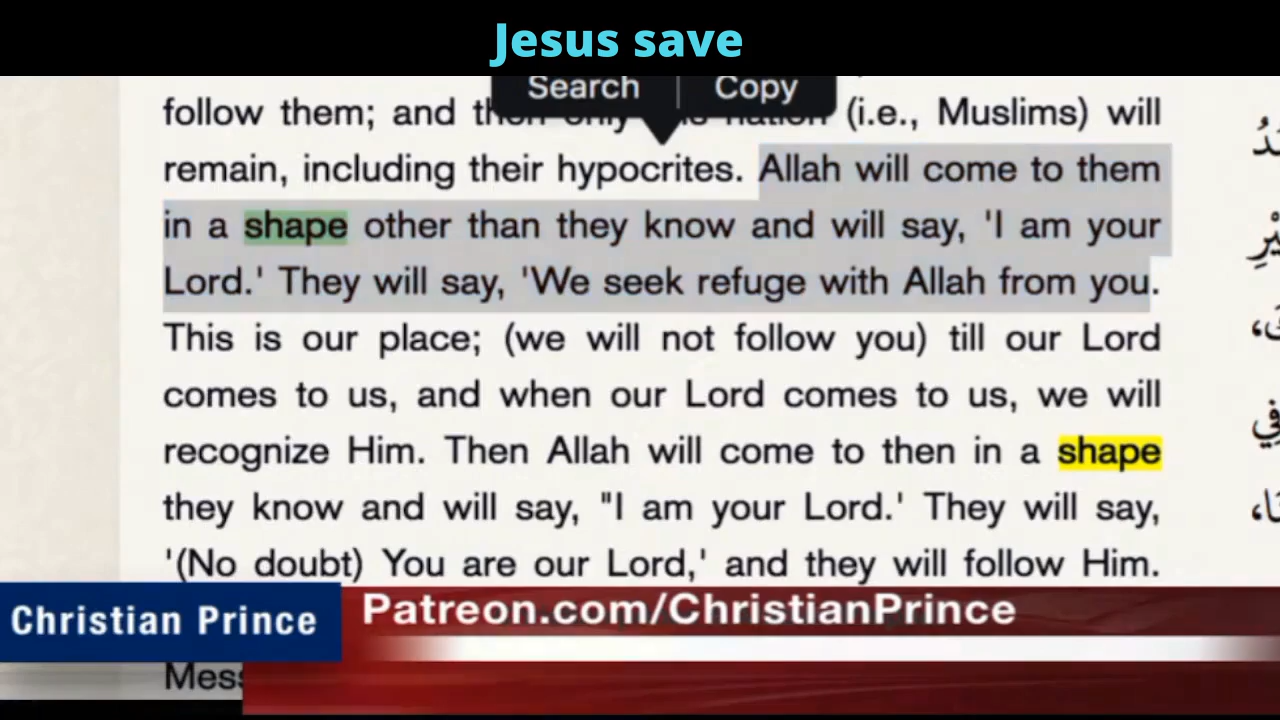 Jesus save
Search Copy
follow them; and then only this nation (i.e., Muslims) will
remain, including their hypocrites. Allah will come to them
in a shape other than they know and will say, 'I am your
Lord.' They will say, 'We seek refuge with Allah from you.
This is our place; (we will not follow you) till our Lord
comes to us, and when our Lord comes to us, we will
recognize Him. Then Allah will come to then in a shape
they know and will say, "I am your Lord.' They will say,
'(No doubt) You are our Lord,' and they will follow Him.
Christian Prince
Patreon.com/ChristianPrince